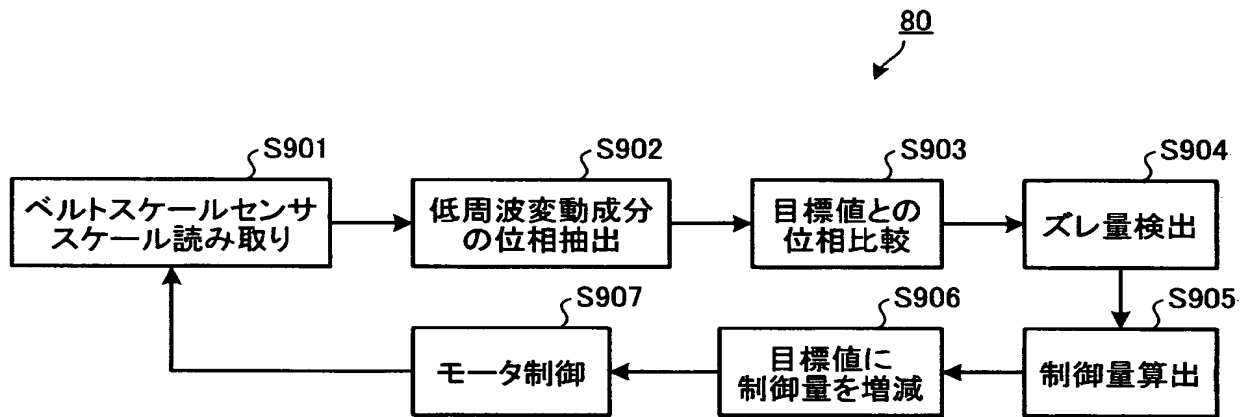 80
S901
ベルトスケールセンサ
スケール読み取り
S902
低周波変動成分
の位相抽出
S903
目標値との
位相比較
S904
ズレ量検出
S905
制御量算出
S906
目標値に
制御量を増減
S907
モータ制御